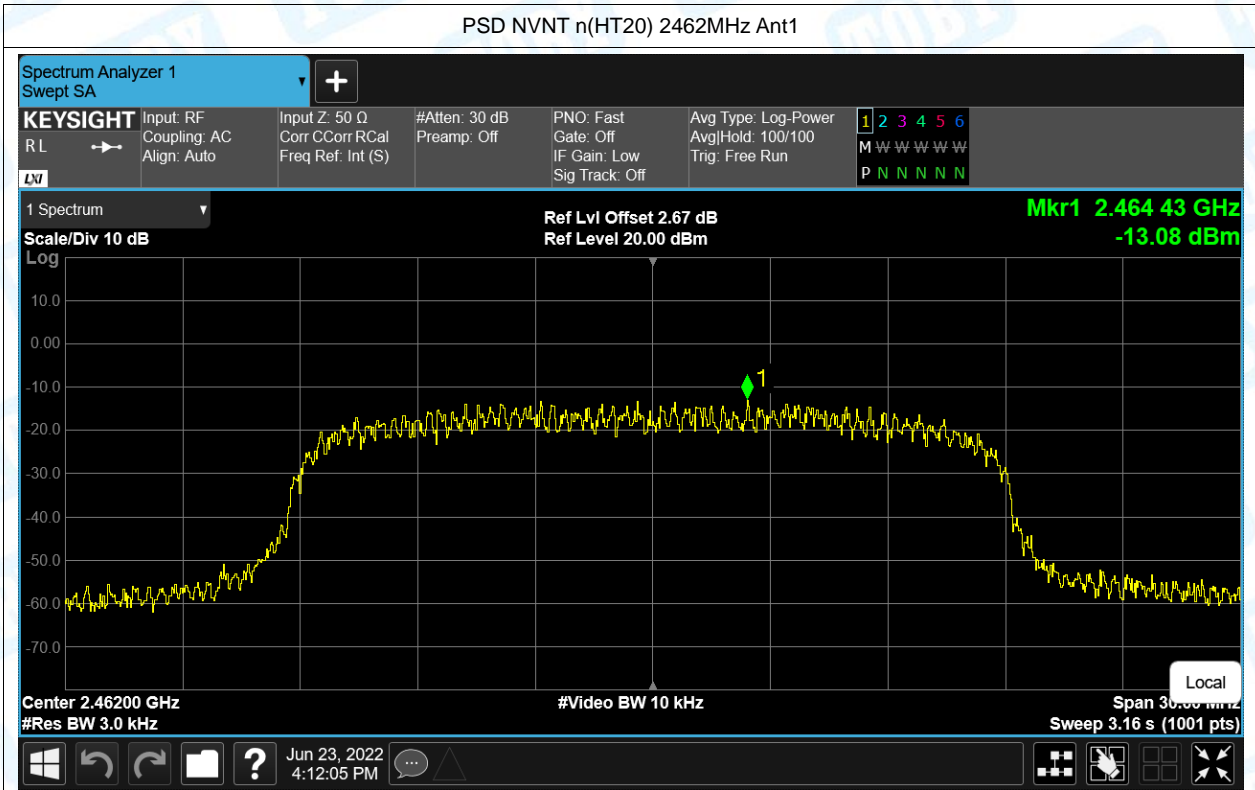 PSD NVNT n(HT20) 2462MHz Ant1
Spectrum Analyzer 1
Swept SA
+
KEYSIGHT
R L
LXI
Input: RF
Coupling: AC
Align: Auto
Input Z: 50 Ω
Corr CCorr RCal
Freq Ref: Int (S)
#Atten: 30 dB
Preamp: Off
PNO: Fast
Gate: Off
IF Gain: Low
Sig Track: Off
Avg Type: Log-Power
Avg|Hold: 100/100
Trig: Free Run
1 2 3 4 5 6
M W W W W W
P N N N N N
1 Spectrum
Scale/Div 10 dB
Ref Lvl Offset 2.67 dB
Ref Level 20.00 dBm
Mkr1 2.464 43 GHz
-13.08 dBm
Log
10.0
0.00
-10.0
-20.0
-30.0
-40.0
-50.0
-60.0
-70.0
1
Local
Center 2.46200 GHz
#Video BW 10 kHz
Span 30.00 MHz
#Res BW 3.0 kHz
Sweep 3.16 s (1001 pts)
?
Jun 23, 2022
4:12:05 PM